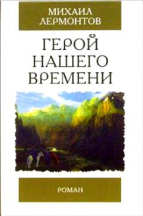 МИХАИЛ
ЛЕРМОНТОВ
ГЕРОЙ
НАШЕГО
ВРЕМЕНИ
РОМАН